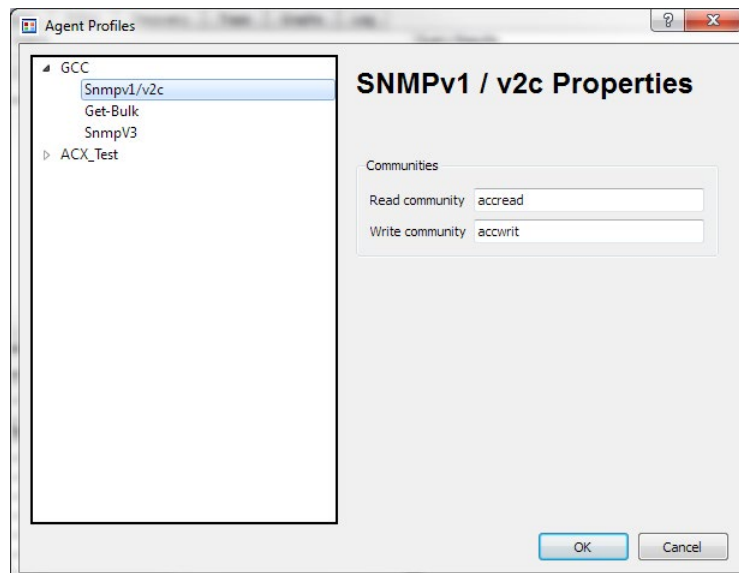 Agent Profiles
GCC
Snmpv1/v2c
Get-Bulk
SnmpV3
ACX_Test
SNMPv1 / v2c Properties
Communities
Read community accread
Write community accwrit
OK Cancel